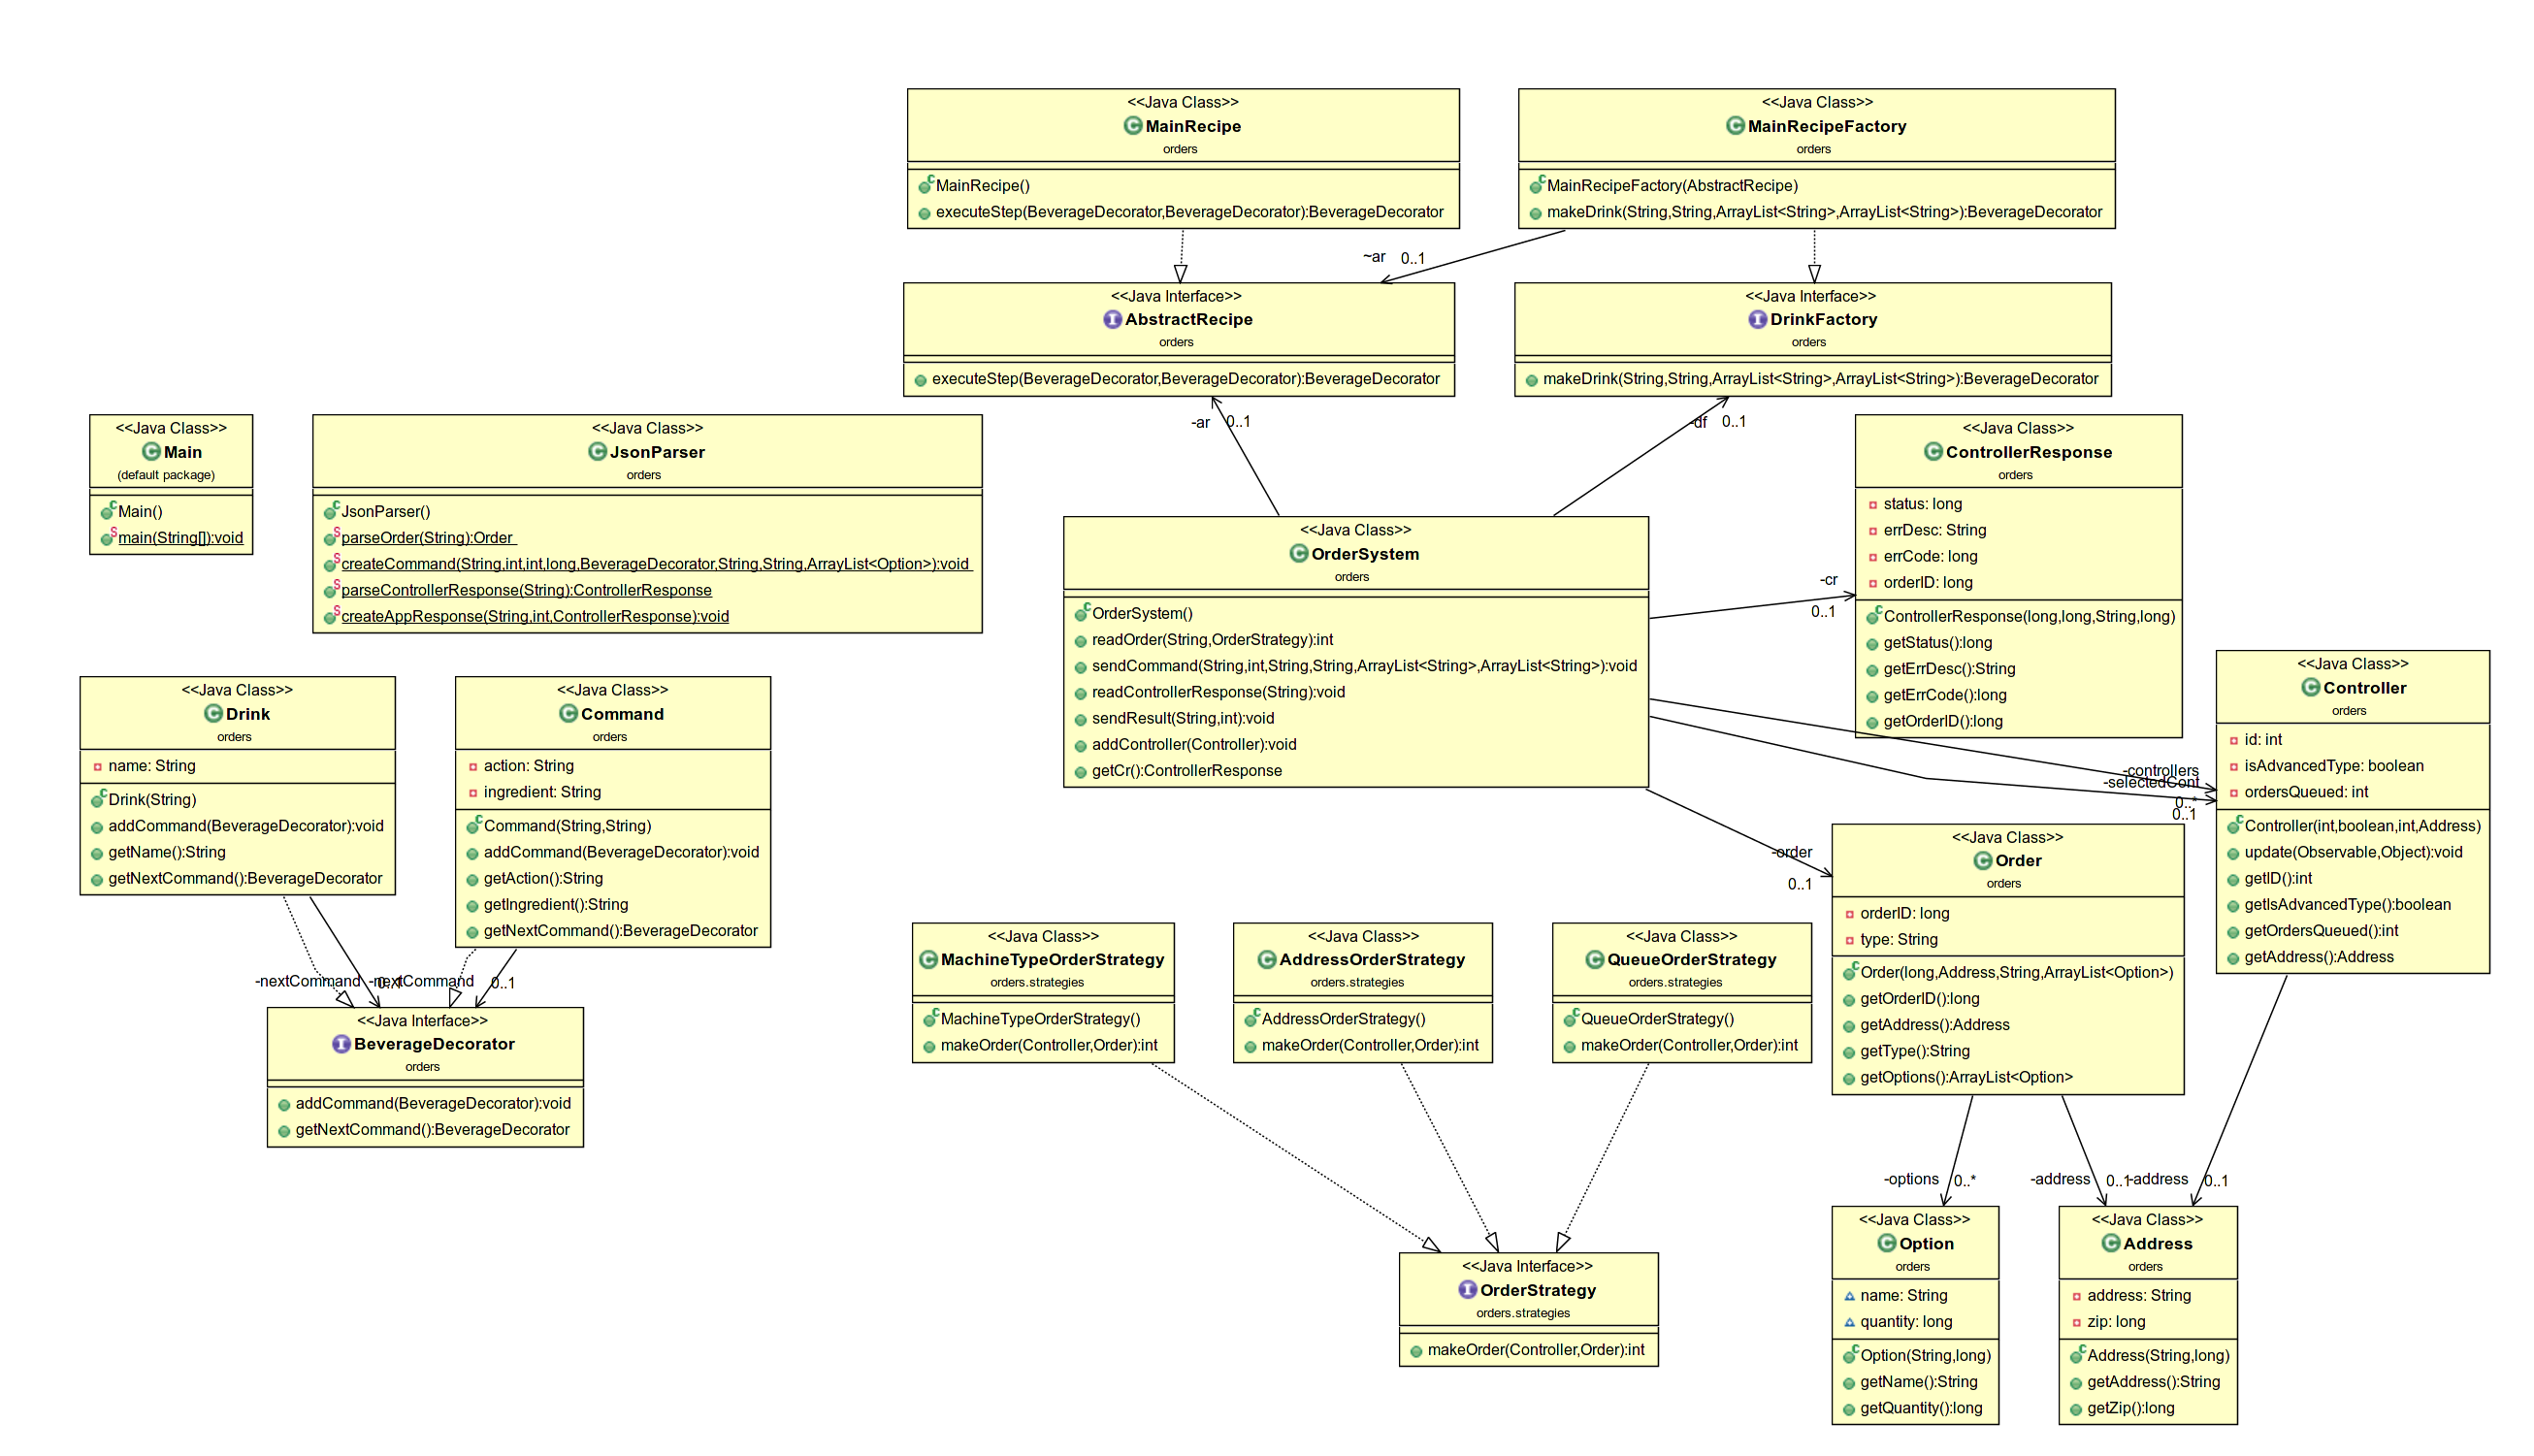 <<Java Class>>
MainRecipe
orders
MainRecipe()
executeStep(BeverageDecorator,BeverageDecorator):BeverageDecorator
<<Java Class>>
MainRecipeFactory
orders
MainRecipeFactory(AbstractRecipe)
makeDrink(String,String,ArrayList<String>,ArrayList<String>):BeverageDecorator
~ar
0..1
<<Java Interface>>
AbstractRecipe
orders
executeStep(BeverageDecorator,BeverageDecorator):BeverageDecorator
<<Java Interface>>
DrinkFactory
orders
makeDrink(String,String,ArrayList<String>,ArrayList<String>):BeverageDecorator
-ar
0..1
-df
0..1
<<Java Class>>
Main
(default package)
Main()
main(String[]):void
<<Java Class>>
JsonParser
orders
JsonParser()
parseOrder(String):Order
createCommand(String,int,int,long,BeverageDecorator,String,String,ArrayList<Option>):void
parseControllerResponse(String):ControllerResponse
createAppResponse(String,int,ControllerResponse):void
<<Java Class>>
OrderSystem
orders
OrderSystem()
readOrder(String,OrderStrategy):int
sendCommand(String,int,String,String,ArrayList<String>,ArrayList<String>):void
readControllerResponse(String):void
sendResult(String,int):void
addController(Controller):void
getCr():ControllerResponse
-cr
0..1
<<Java Class>>
ControllerResponse
orders
status: long
errDesc: String
errCode: long
orderID: long
ControllerResponse(long,long,String,long)
getStatus():long
getErrDesc():String
getErrCode():long
getOrderID():long
-controllers
0..*
-selectedCont
0..1
<<Java Class>>
Controller
orders
id: int
isAdvancedType: boolean
ordersQueued: int
Controller(int,boolean,int,Address)
update(Observable,Object):void
getID():int
getIsAdvancedType():boolean
getOrdersQueued():int
getAddress():Address
<<Java Class>>
Drink
orders
name: String
Drink(String)
addCommand(BeverageDecorator):void
getName():String
getNextCommand():BeverageDecorator
<<Java Class>>
Command
orders
action: String
ingredient: String
Command(String,String)
addCommand(BeverageDecorator):void
getAction():String
getIngredient():String
getNextCommand():BeverageDecorator
-nextCommand
0..1
-nextCommand
0..1
<<Java Interface>>
BeverageDecorator
orders
addCommand(BeverageDecorator):void
getNextCommand():BeverageDecorator
-order
0..1
<<Java Class>>
Order
orders
orderID: long
type: String
Order(long,Address,String,ArrayList<Option>)
getOrderID():long
getAddress():Address
getType():String
getOptions():ArrayList<Option>
<<Java Class>>
MachineTypeOrderStrategy
orders.strategies
MachineTypeOrderStrategy()
makeOrder(Controller,Order):int
<<Java Class>>
AddressOrderStrategy
orders.strategies
AddressOrderStrategy()
makeOrder(Controller,Order):int
<<Java Class>>
QueueOrderStrategy
orders.strategies
QueueOrderStrategy()
makeOrder(Controller,Order):int
<<Java Interface>>
OrderStrategy
orders.strategies
makeOrder(Controller,Order):int
-options
0..*
-address
0..1
-address
0..1
<<Java Class>>
Option
orders
name: String
quantity: long
Option(String,long)
getName():String
getQuantity():long
<<Java Class>>
Address
orders
address: String
zip: long
Address(String,long)
getAddress():String
getZip():long